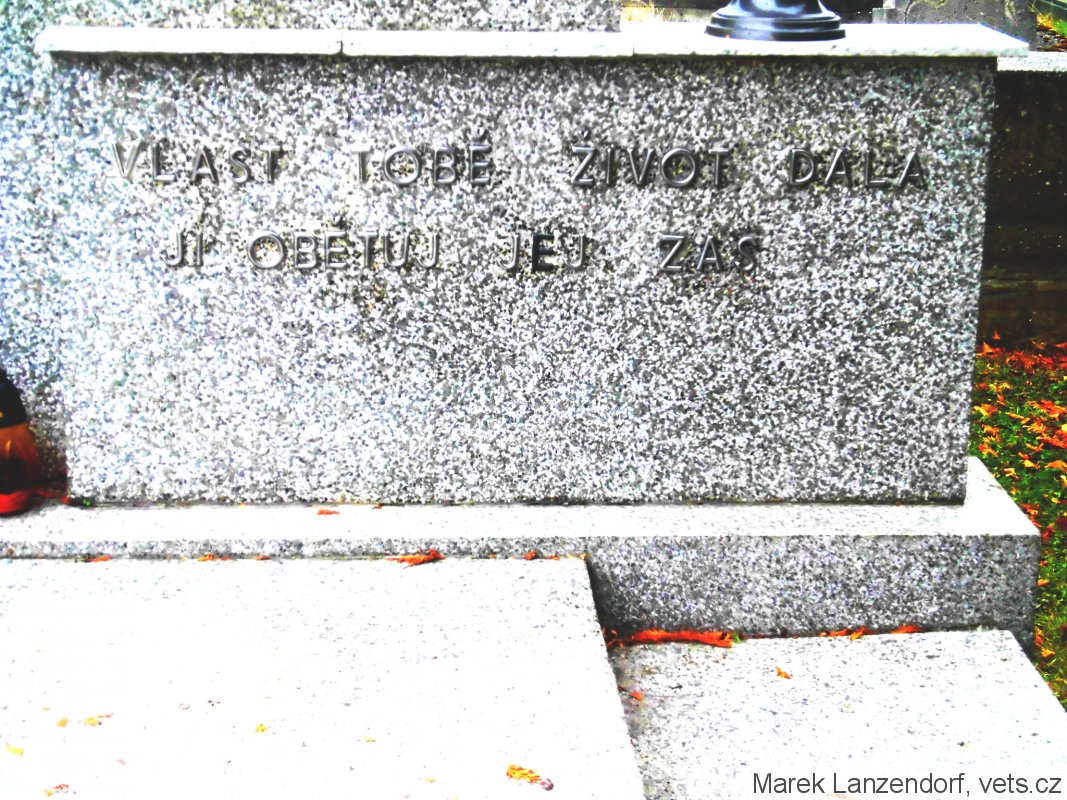 VLAST TOBĚ ŽIVOT DALA
JI OBĚTUJ JEJ ZAS
Marek Lanzendorf, vets.cz